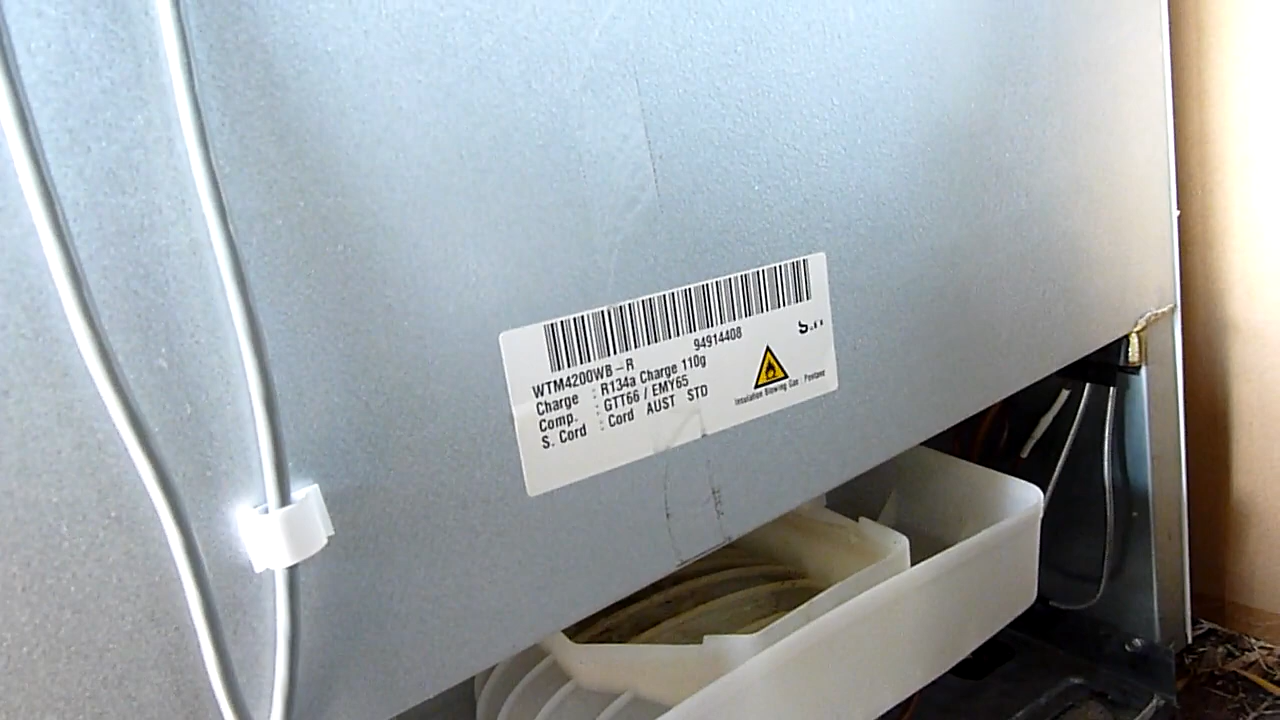 94914408
WTM4200WB-R
Charge : R134a Charge 110g
Comp. : GTT66 / EMY65
S. Cord : Cord AUST STD
Insulation Blowing Gas : Pentane